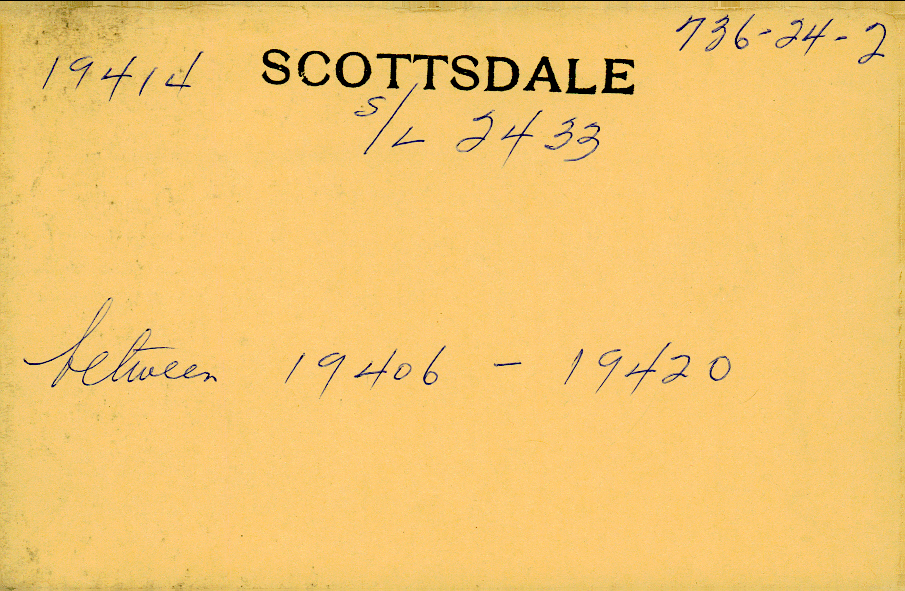 19414 SCOTTSDALE 736-24-2
S/L 2433
between 19406 - 19420